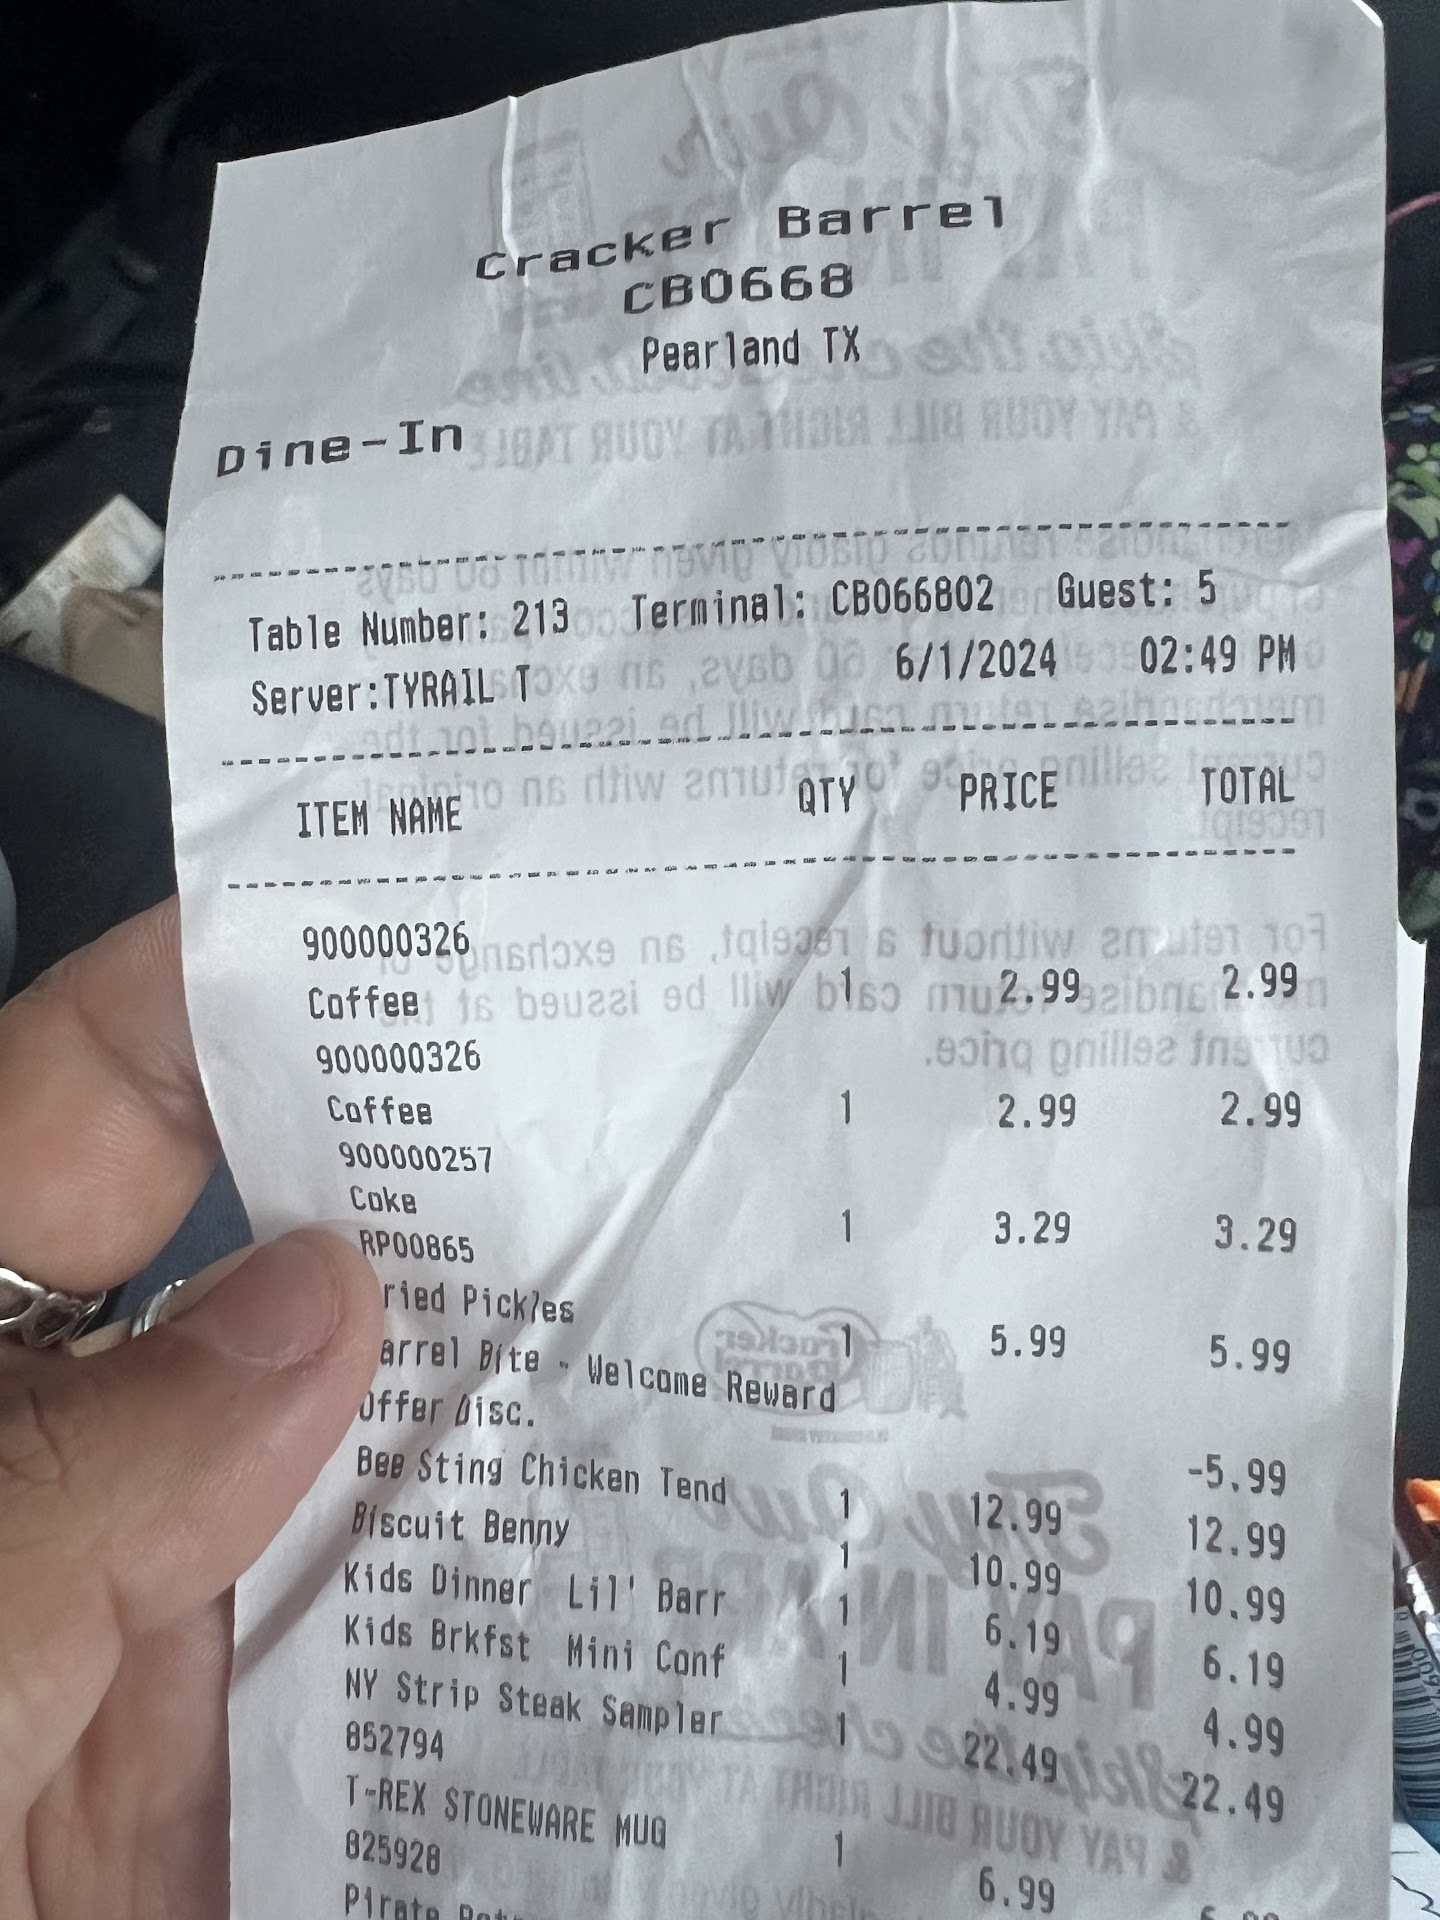 Cracker Barrel
CB0668
Pearland TX
Dine-In
Table Number: 213 Terminal: CB066802 Guest: 5
Server:TYRAIL T 6/1/2024 02:49 PM
ITEM NAME QTY PRICE TOTAL
900000326
Coffee 1 2.99 2.99
900000326
Coffee 1 2.99 2.99
900000257
Coke 1 3.29 3.29
RP00865
ried Pickles 1 5.99 5.99
arrel Bite - Welcome Reward
Offer Disc. -5.99
Bee Sting Chicken Tend 1 12.99 12.99
Biscuit Benny 1 10.99 10.99
Kids Dinner Lil' Barr 1 6.19 6.19
Kids Brkfst Mini Conf 1 4.99 4.99
NY Strip Steak Sampler 1 22.49 22.49
852794
T-REX STONEWARE MUG 1 6.99
825928
Pirate